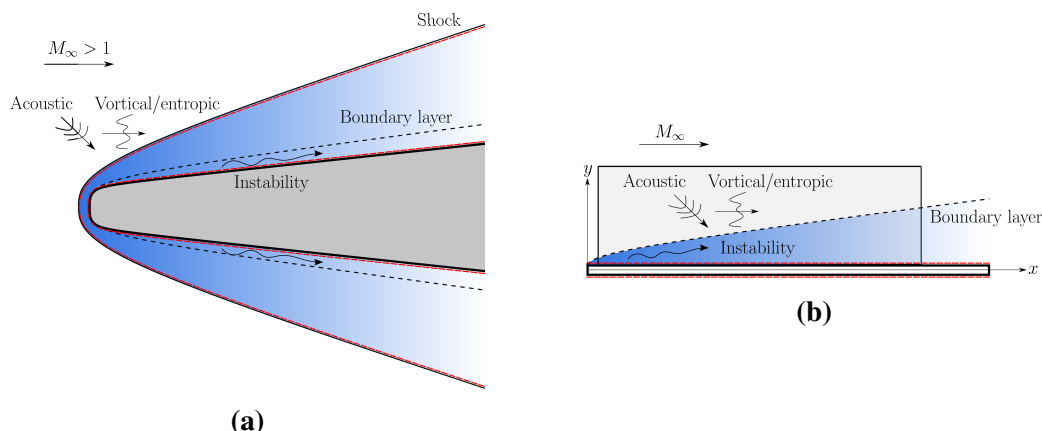 Shock
M∞ > 1
Acoustic
Vortical/entropic
Boundary layer
Instability
(a)
M∞
y
Acoustic
Vortical/entropic
Boundary layer
Instability
x
(b)